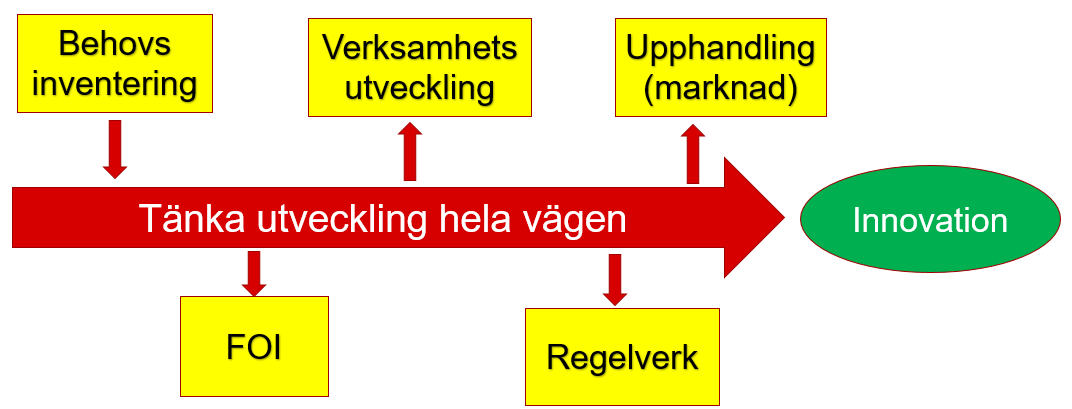 Behovs
inventering
Verksamhets
utveckling
Upphandling
(marknad)
Tänka utveckling hela vägen
Innovation
FOI
Regelverk